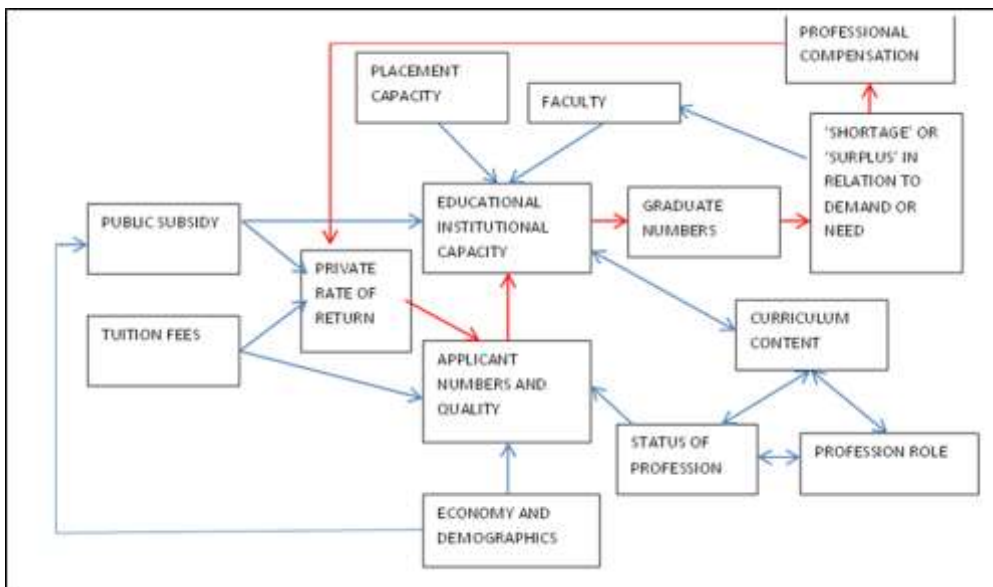 PROFESSIONAL
COMPENSATION
PLACEMENT
CAPACITY
FACULTY
'SHORTAGE' OR
'SURPLUS' IN
RELATION TO
DEMAND OR
NEED
EDUCATIONAL
INSTITUTIONAL
CAPACITY
GRADUATE
NUMBERS
PUBLIC SUBSIDY
PRIVATE
RATE OF
RETURN
TUITION FEES
CURRICULUM
CONTENT
APPLICANT
NUMBERS AND
QUALITY
STATUS OF
PROFESSION
PROFESSION ROLE
ECONOMY AND
DEMOGRAPHICS